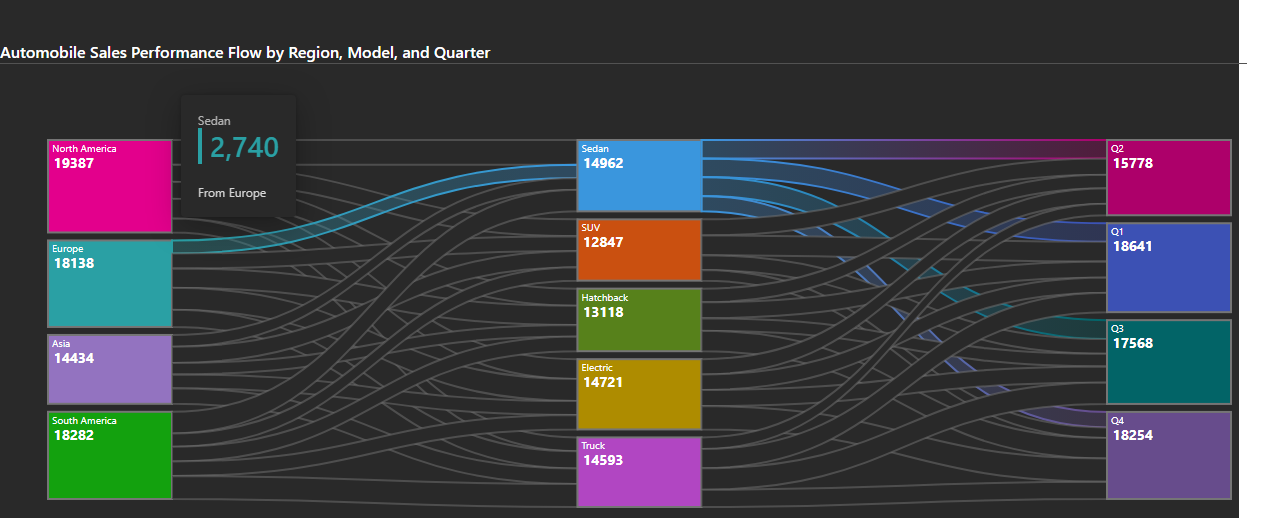 Automobile Sales Performance Flow by Region, Model, and Quarter
Sedan
2,740
From Europe
North America
19387
Europe
18138
Asia
14434
South America
18282
Sedan
14962
SUV
12847
Hatchback
13118
Electric
14721
Truck
14593
Q2
15778
Q1
18641
Q3
17568
Q4
18254